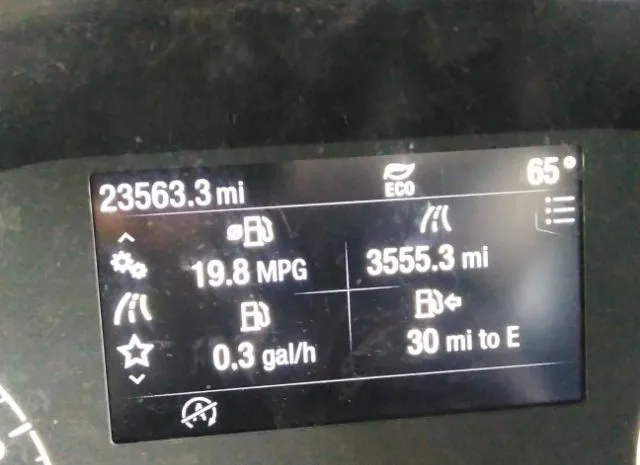 23563.3 mi
ECO
65°
19.8 MPG
3555.3 mi
0.3 gal/h
30 mi to E
A